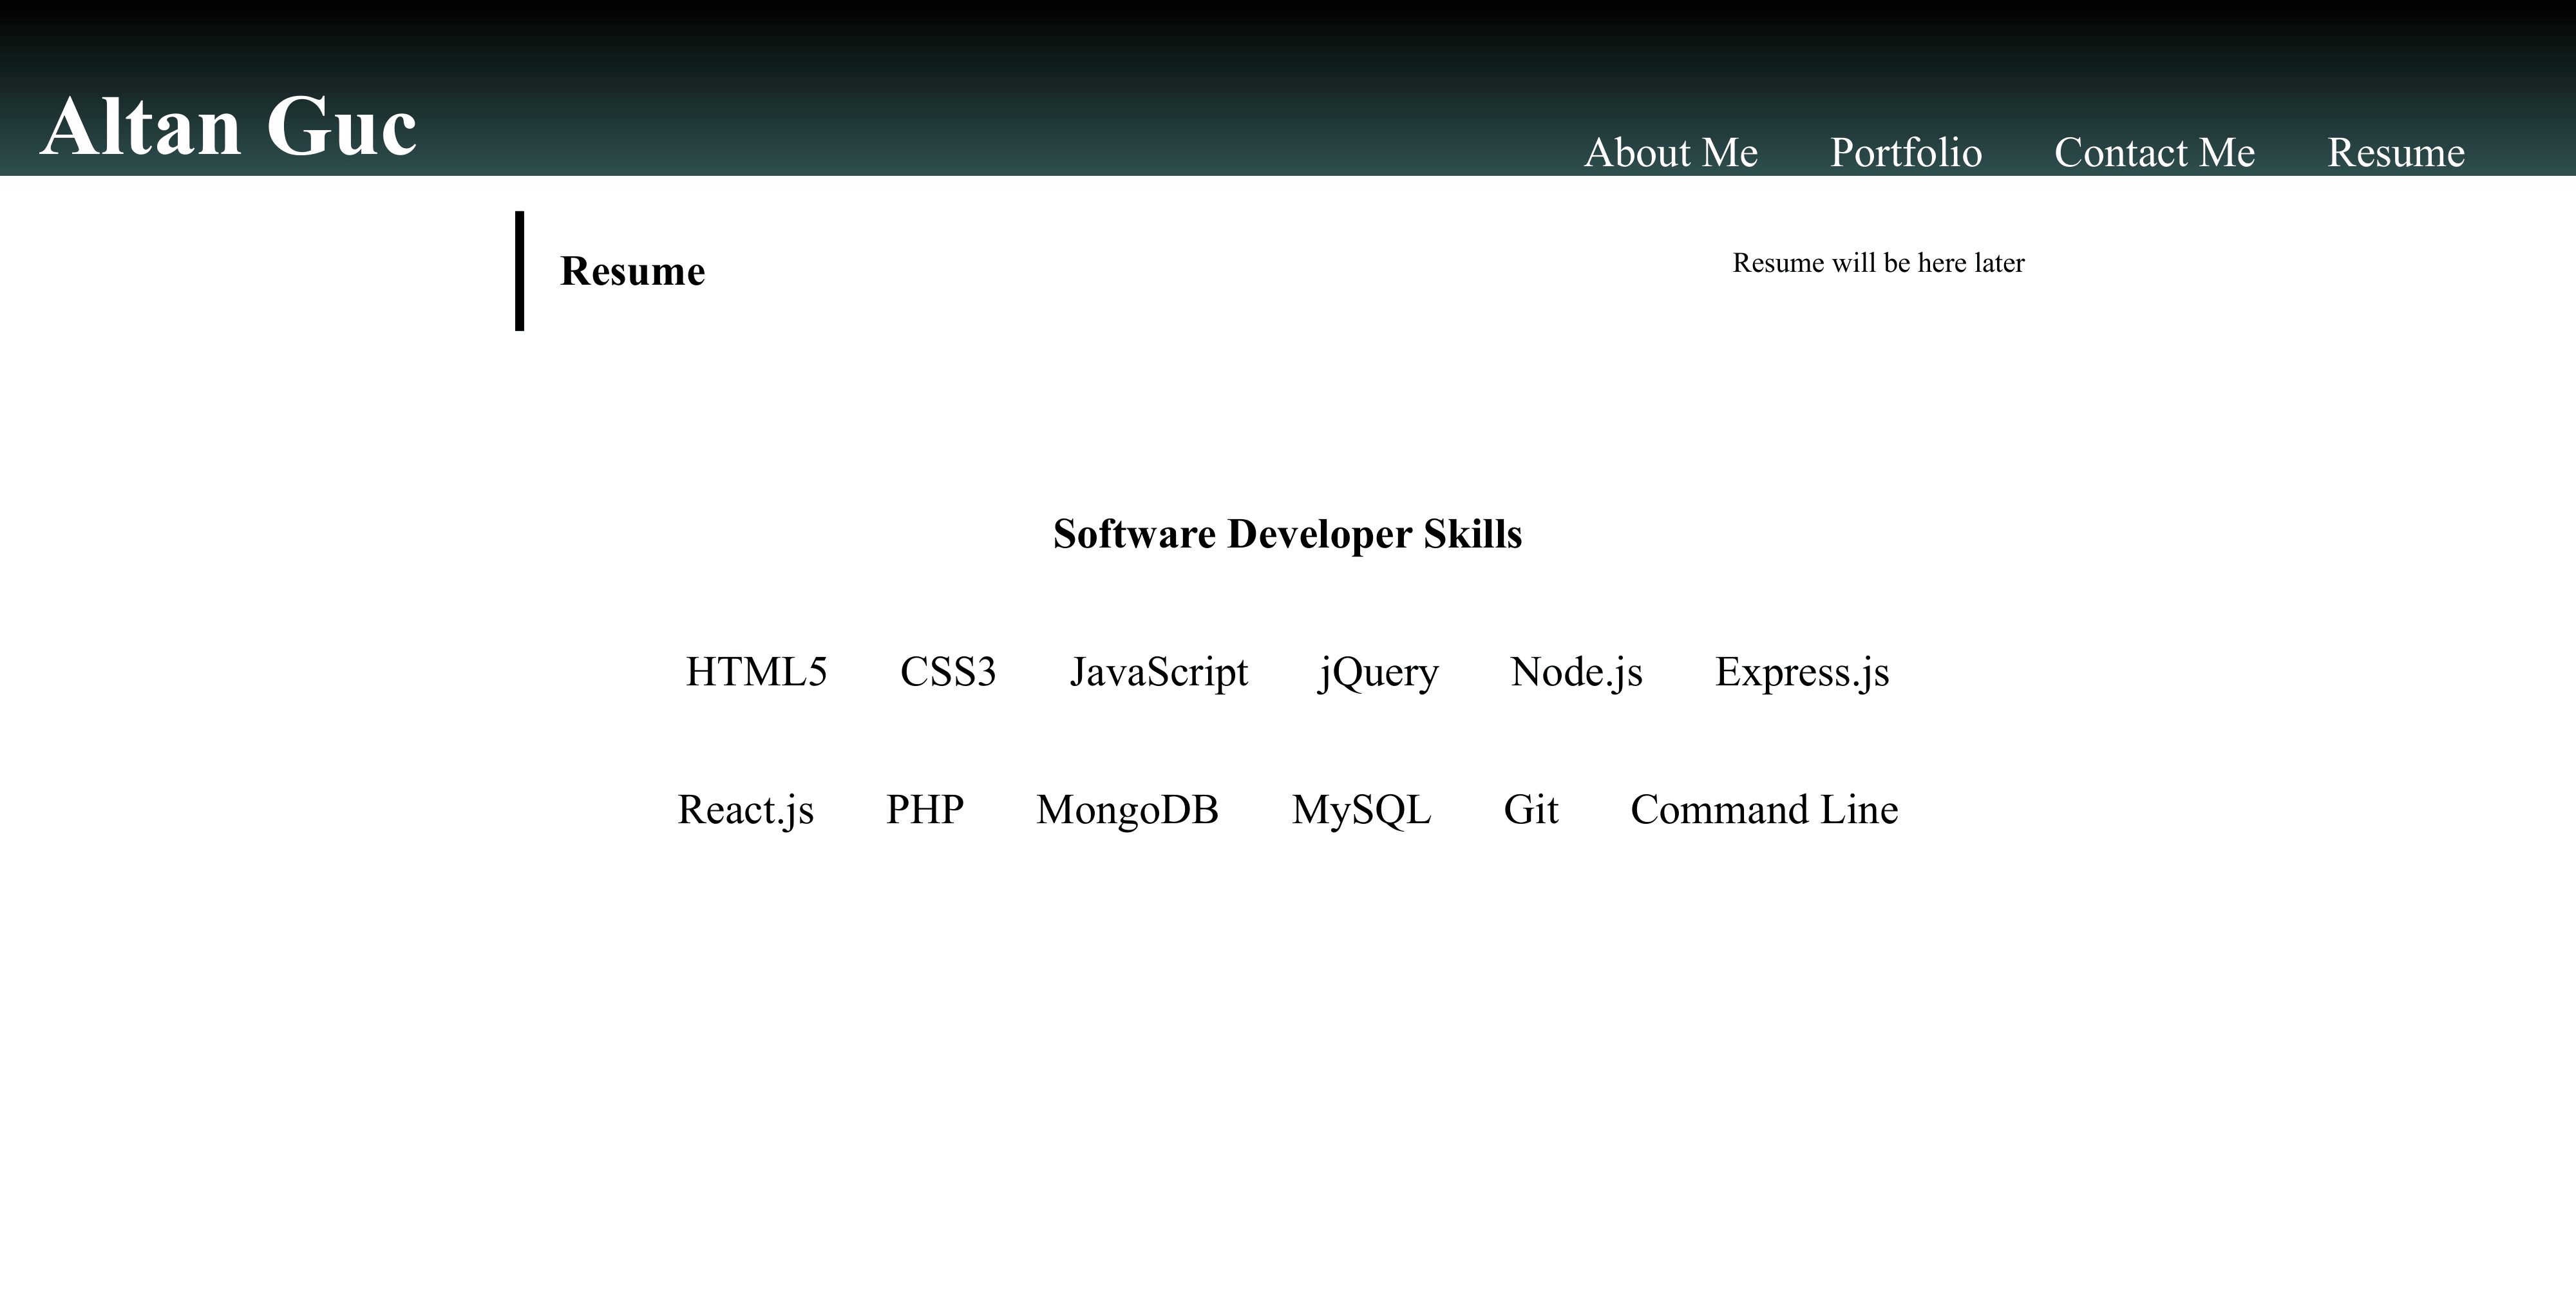 Altan Guc
About Me Portfolio Contact Me Resume
Resume
Resume will be here later
Software Developer Skills
HTML5 CSS3 JavaScript jQuery Node.js Express.js
React.js PHP MongoDB MySQL Git Command Line